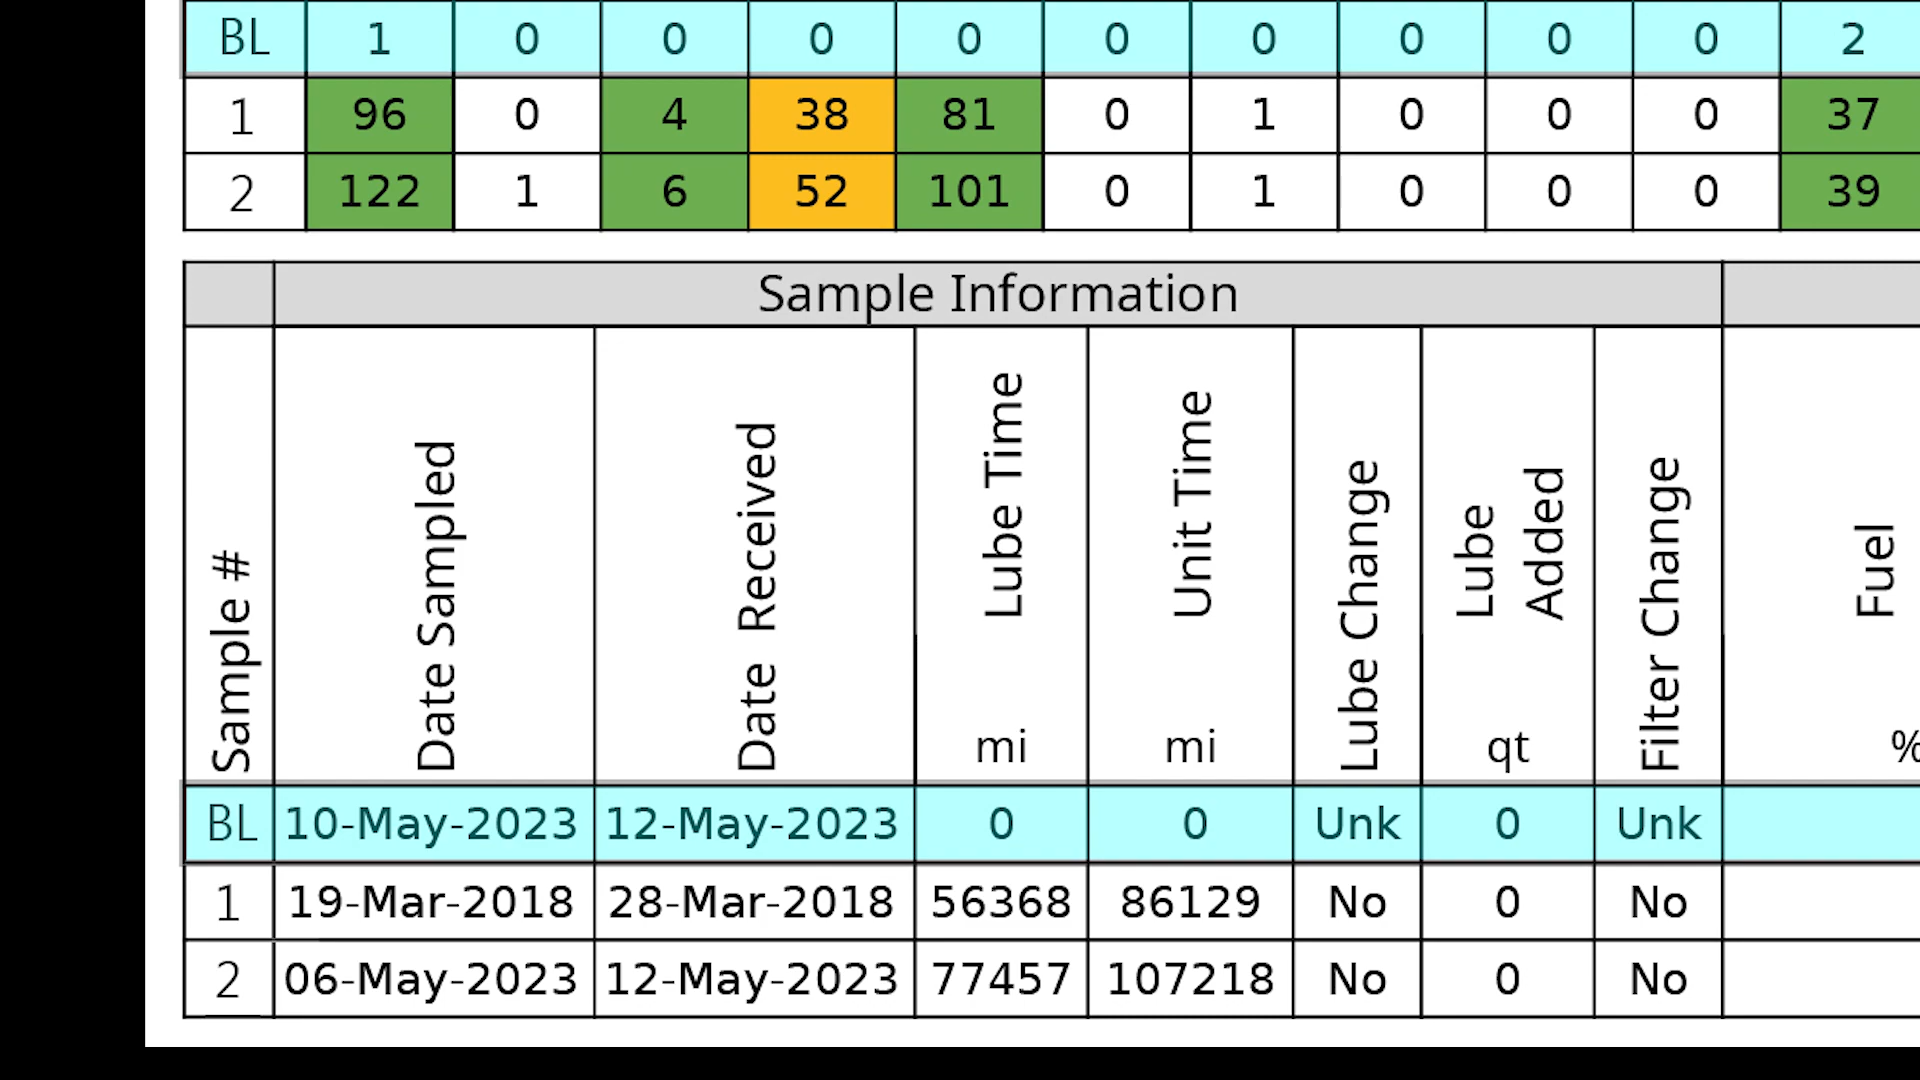 BL 1 0 0 0 0 0 0 0 0 0 2
1 96 0 4 38 81 0 1 0 0 0 37
2 122 1 6 52 101 0 1 0 0 0 39
Sample Information
Sample #
Date Sampled
Date Received
Lube Time
mi
Unit Time
mi
Lube Change
Lube
Added
qt
Filter Change
Fuel
%
BL 10-May-2023 12-May-2023 0 0 Unk 0 Unk
1 19-Mar-2018 28-Mar-2018 56368 86129 No 0 No
2 06-May-2023 12-May-2023 77457 107218 No 0 No